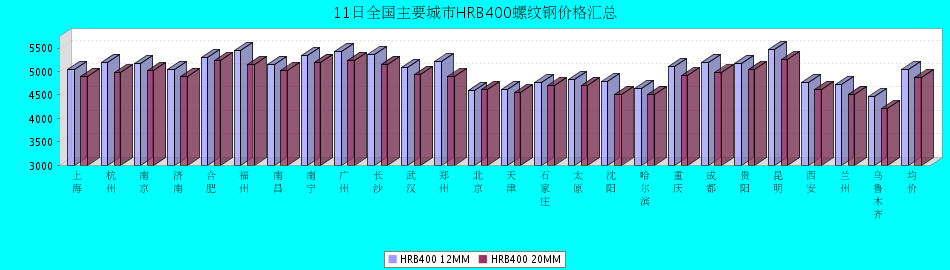 11日全国主要城市HRB400螺纹钢价格汇总
5500
5000
4500
4000
3500
3000
上海
杭州
南京
济南
合肥
福州
南昌
南宁
广州
长沙
武汉
郑州
北京
天津
石家庄
太原
沈阳
哈尔滨
重庆
成都
贵阳
昆明
西安
兰州
乌鲁木齐
均价
HRB400 12MM HRB400 20MM